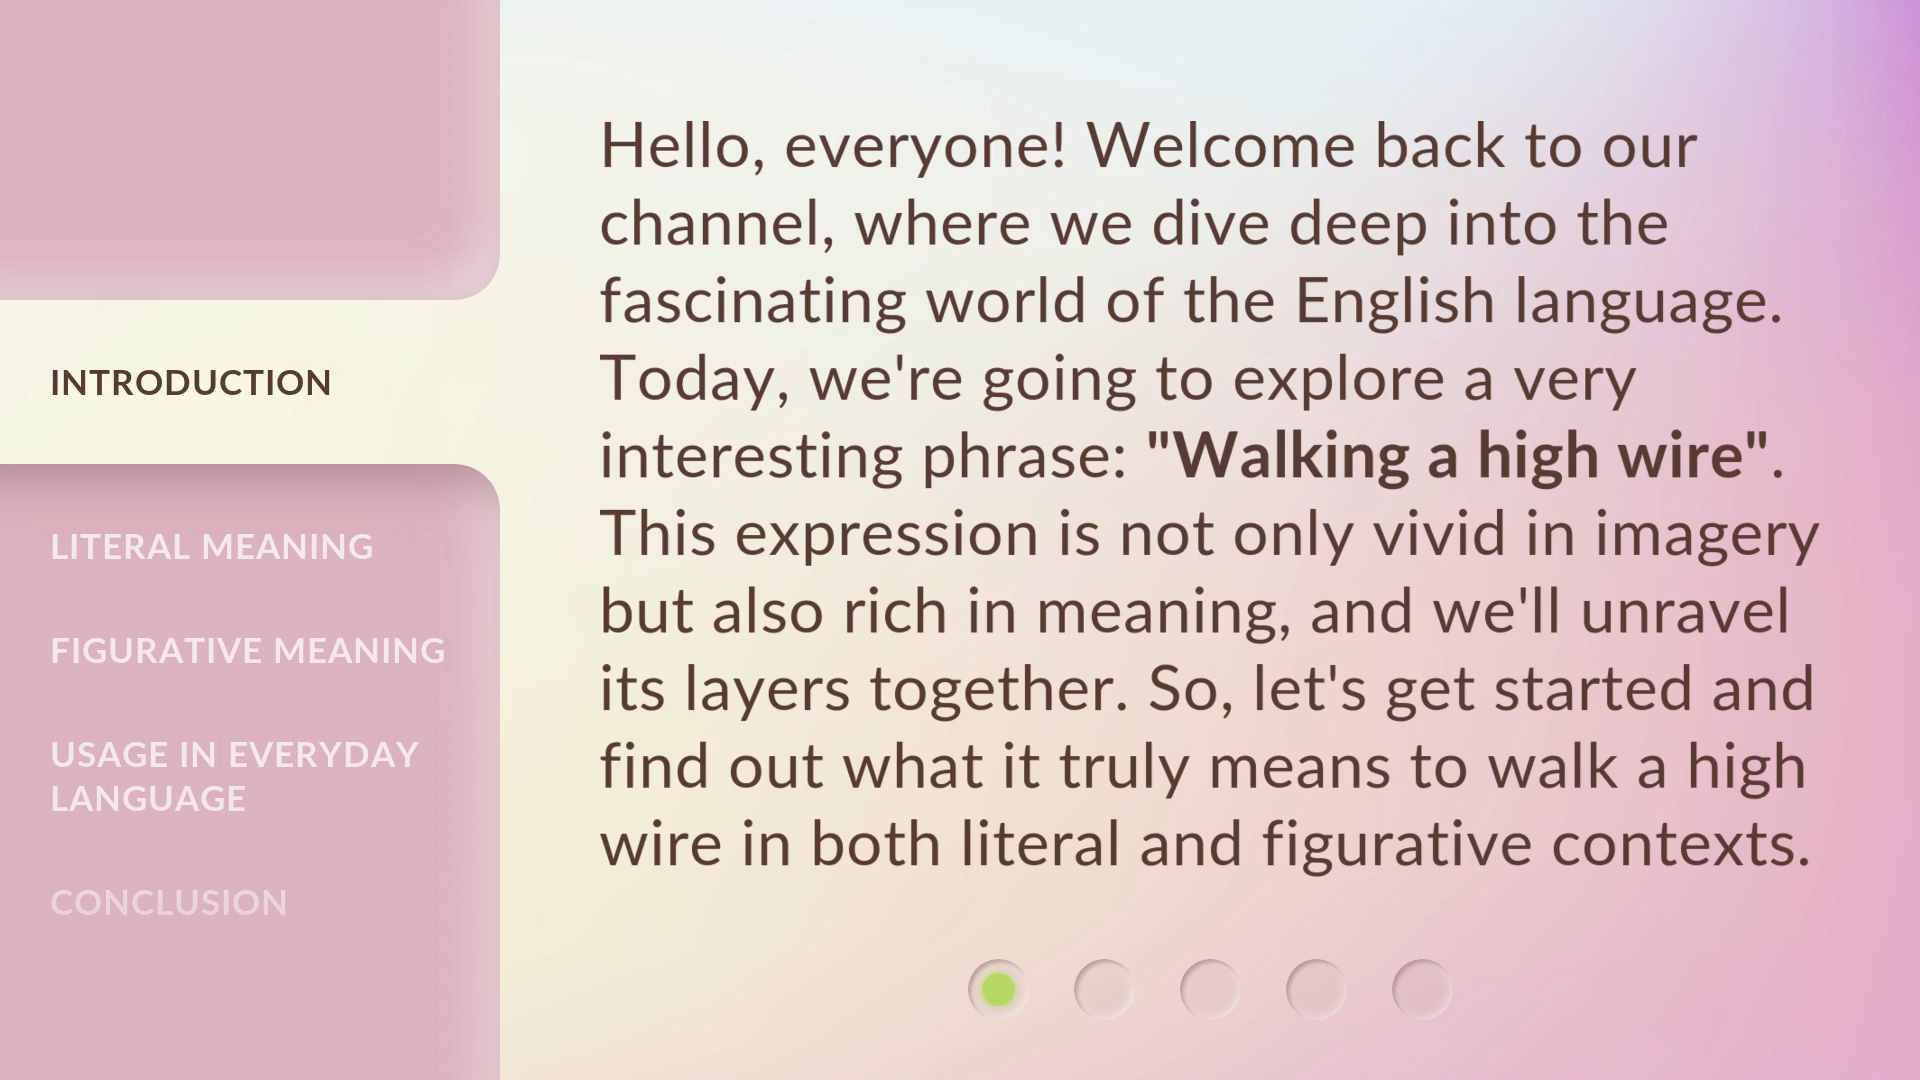 INTRODUCTION
LITERAL MEANING
FIGURATIVE MEANING
USAGE IN EVERYDAY
LANGUAGE
CONCLUSION
Hello, everyone! Welcome back to our
channel, where we dive deep into the
fascinating world of the English language.
Today, we're going to explore a very
interesting phrase: "Walking a high wire".
This expression is not only vivid in imagery
but also rich in meaning, and we'll unravel
its layers together. So, let's get started and
find out what it truly means to walk a high
wire in both literal and figurative contexts.